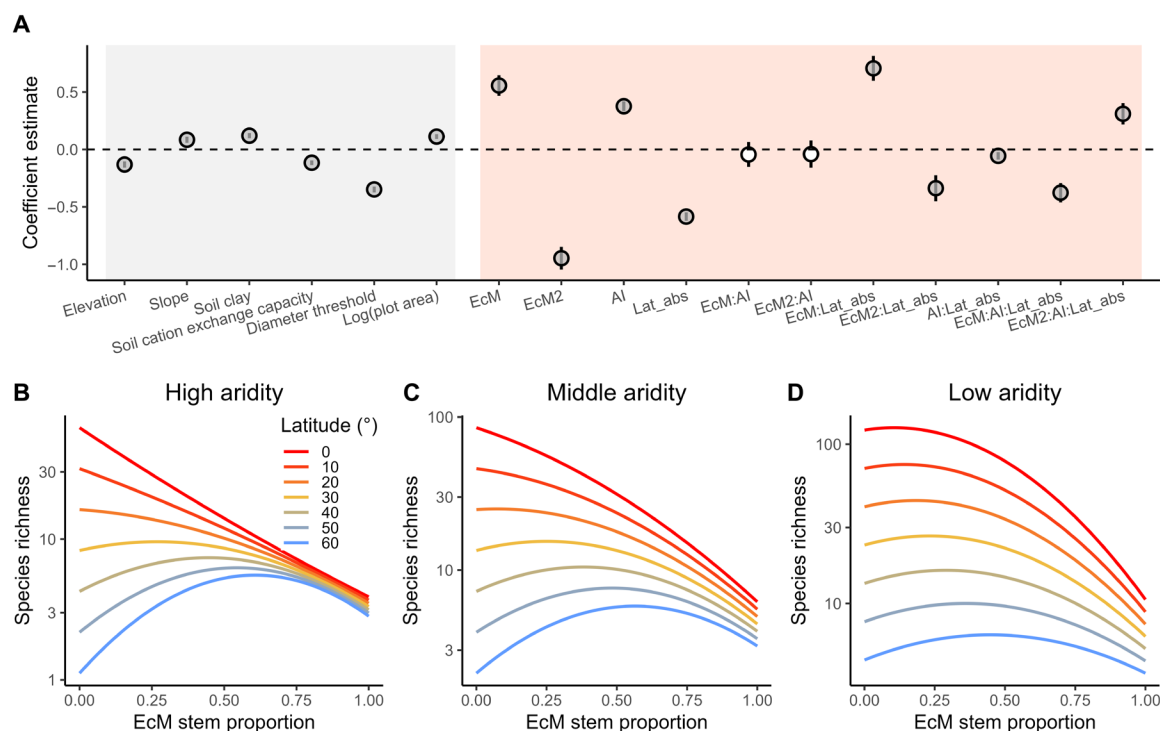 A
Coefficient estimate
0.5
0.0
−0.5
−1.0
Elevation
Slope
Soil clay
Soil cation exchange capacity
Diameter threshold
Log(plot area)
EcM
EcM2
AI
Lat_abs
EcM:AI
EcM2:AI
EcM:Lat_abs
EcM2:Lat_abs
AI:Lat_abs
EcM:AI:Lat_abs
EcM2:AI:Lat_abs
B
High aridity
Species richness
30
10
3
1
Latitude (°)
0
10
20
30
40
50
60
0.00
0.25
0.50
0.75
1.00
EcM stem proportion
C
Middle aridity
Species richness
100
30
10
3
0.00
0.25
0.50
0.75
1.00
EcM stem proportion
D
Low aridity
Species richness
100
30
10
0.00
0.25
0.50
0.75
1.00
EcM stem proportion